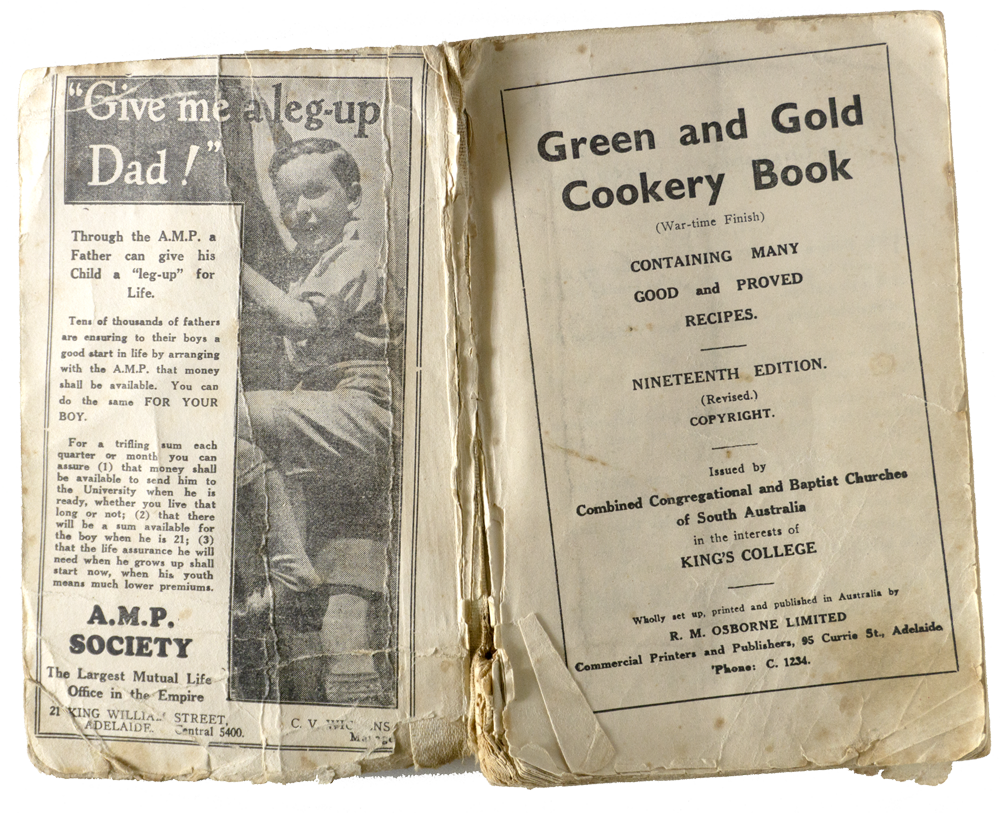 "Give me a leg-up
Dad!"
Through the A.M.P. a
Father can give his
Child a "leg-up" for
Life.
Tens of thousands of fathers
are ensuring to their boys a
good start in life by arranging
with the A.M.P. that money
shall be available. You can
do the same FOR YOUR
BOY.
For a trifling sum each
quarter or month you can
assure (1) that money shall
be available to send him to
the University when he is
ready, whether you live that
long or not; (2) that there
will be a sum available for
the boy when he is 21; (3)
that the life assurance he will
need when he grows up shall
start now, when his youth
means much lower premiums.
A.M.P.
SOCIETY
The Largest Mutual Life
Office in the Empire
21 KING WILLIAM STREET,
ADELAIDE. Central 5400.
C. V.
Green and Gold
Cookery Book
(War-time Finish)
CONTAINING MANY
GOOD and PROVED
RECIPES.
NINETEENTH EDITION.
(Revised.)
COPYRIGHT.
Issued by
Combined Congregational and Baptist Churches
of South Australia
in the interests of
KING'S COLLEGE
Wholly set up, printed and published in Australia by
R. M. OSBORNE LIMITED
Commercial Printers and Publishers, 95 Currie St., Adelaide
'Phone: C. 1234.